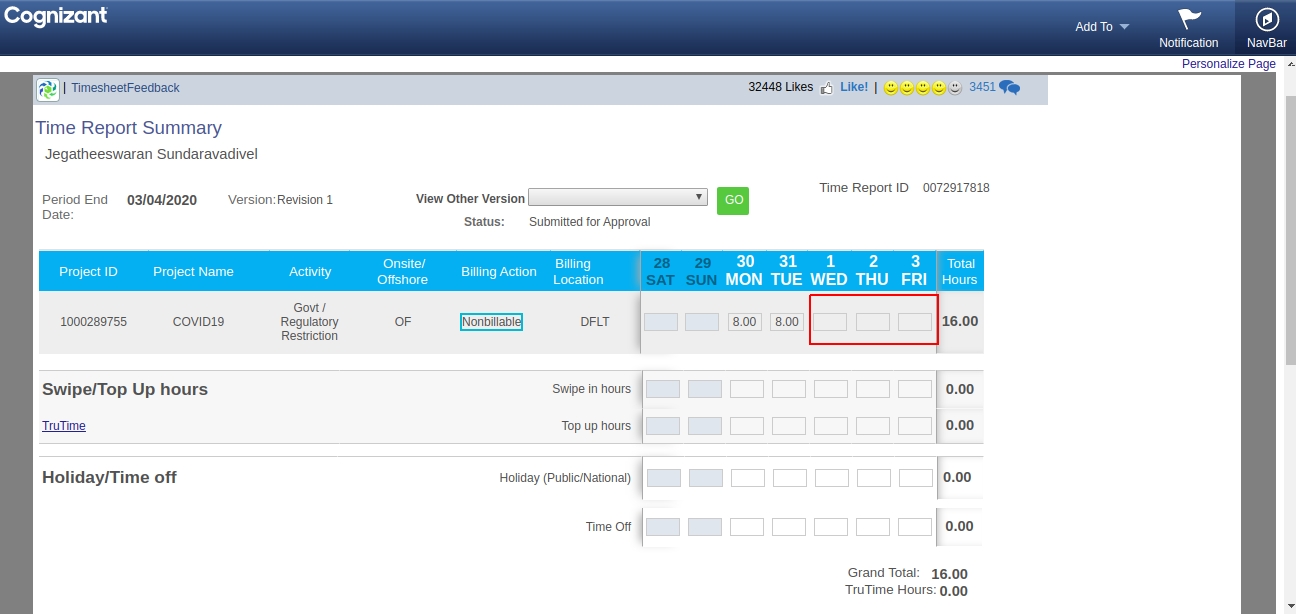 Cognizant
Add To
Notification
NavBar
Personalize Page
| TimesheetFeedback
32448 Likes Like! | 3451
Time Report Summary
Jegatheeswaran Sundaravadivel
Period End Date: 03/04/2020 Version: Revision 1 View Other Version GO Time Report ID 0072917818
Status: Submitted for Approval
Project ID Project Name Activity Onsite/ Offshore Billing Action Billing Location 28 SAT 29 SUN 30 MON 31 TUE 1 WED 2 THU 3 FRI Total Hours
1000289755 COVID19 Govt / Regulatory Restriction OF Nonbillable DFLT 8.00 8.00 16.00
Swipe/Top Up hours Swipe in hours 0.00
TruTime Top up hours 0.00
Holiday/Time off Holiday (Public/National) 0.00
Time Off 0.00
Grand Total: 16.00
TruTime Hours: 0.00